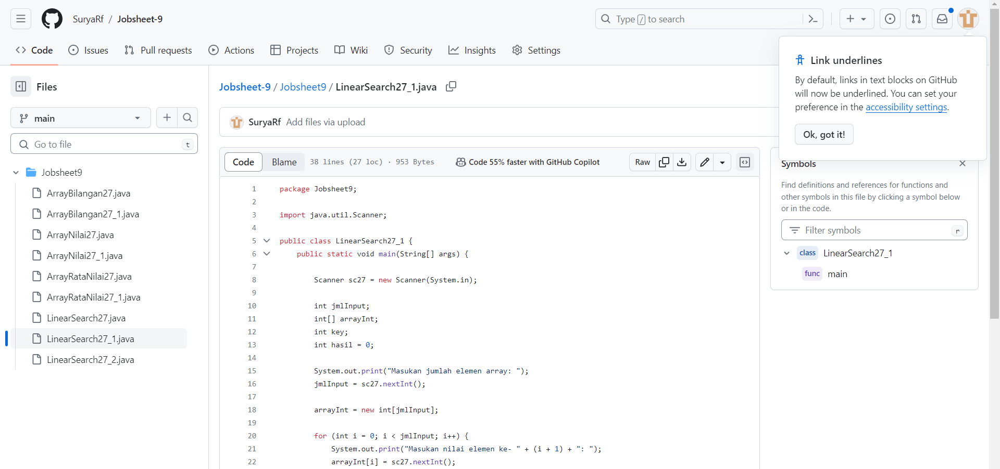 SuryaRf / Jobsheet-9
Type / to search
Code
Issues
Pull requests
Actions
Projects
Wiki
Security
Insights
Settings
Link underlines
By default, links in text blocks on GitHub
will now be underlined. You can set your
preference in the accessibility settings.
Ok, got it!
Files
main
Go to file
t
Jobsheet9
ArrayBilangan27.java
ArrayBilangan27_1.java
ArrayNilai27.java
ArrayNilai27_1.java
ArrayRataNilai27.java
ArrayRataNilai27_1.java
LinearSearch27.java
LinearSearch27_1.java
LinearSearch27_2.java
Jobsheet-9 / Jobsheet9 / LinearSearch27_1.java
SuryaRf Add files via upload
Code
Blame
38 lines (27 loc) · 953 Bytes
Code 55% faster with GitHub Copilot
Raw
1 package Jobsheet9;
2
3 import java.util.Scanner;
4
5 public class LinearSearch27_1 {
6 public static void main(String[] args) {
7
8 Scanner sc27 = new Scanner(System.in);
9
10 int jmlInput;
11 int[] arrayInt;
12 int key;
13 int hasil = 0;
14
15 System.out.print("Masukan jumlah elemen array: ");
16 jmlInput = sc27.nextInt();
17
18 arrayInt = new int[jmlInput];
19
20 for (int i = 0; i < jmlInput; i++) {
21 System.out.print("Masukan nilai elemen ke- " + (i + 1) + ": ");
22 arrayInt[i] = sc27.nextInt();
Symbols
Find definitions and references for functions and
other symbols in this file by clicking a symbol below
or in the code.
Filter symbols
r
class LinearSearch27_1
func main